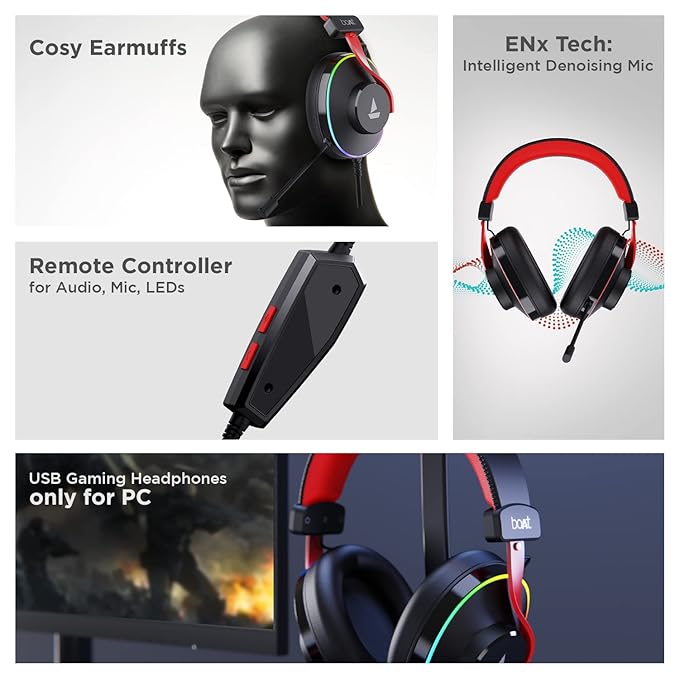 Cosy Earmuffs
ENx Tech:
Intelligent Denoising Mic
Remote Controller
for Audio, Mic, LEDs
USB Gaming Headphones
only for PC
boAt